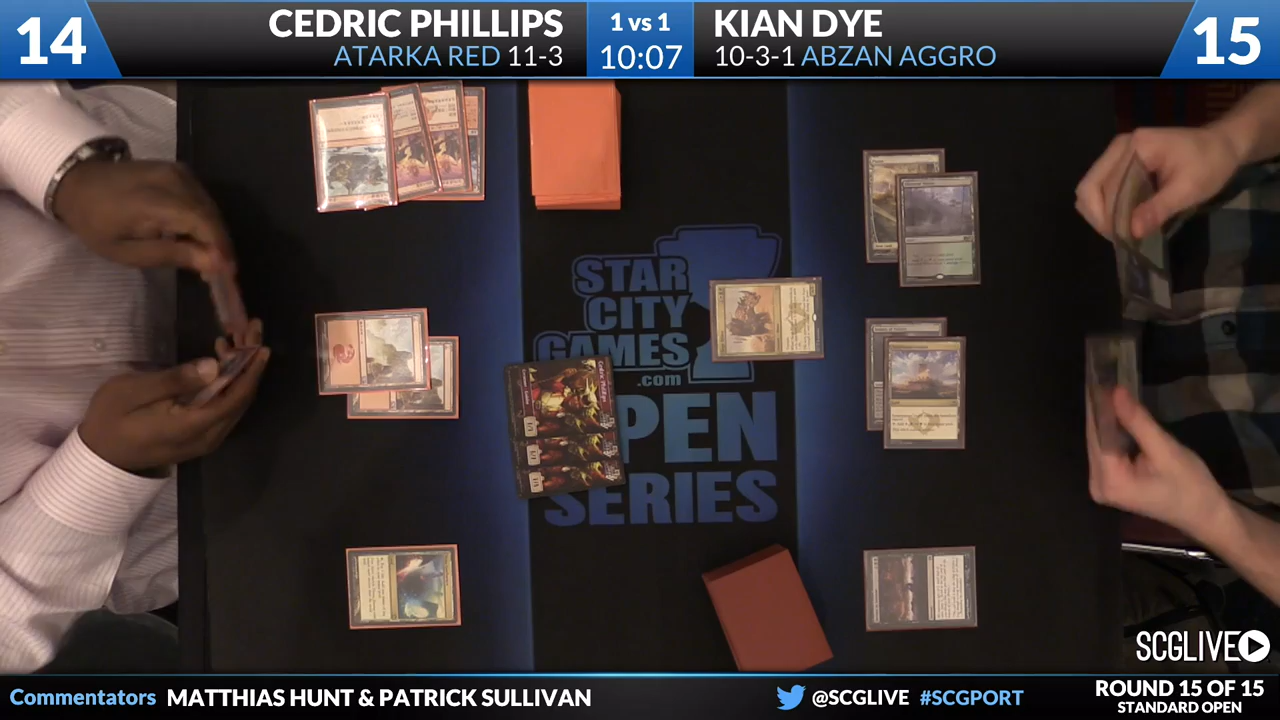 14
CEDRIC PHILLIPS
ATARKA RED 11-3
1 vs 1
10:07
KIAN DYE
10-3-1 ABZAN AGGRO
15
STAR
CITY
GAMES
.com
OPEN
SERIES
SCGLIVE
Commentators MATTHIAS HUNT & PATRICK SULLIVAN
@SCGLIVE #SCGPORT
ROUND 15 OF 15
STANDARD OPEN